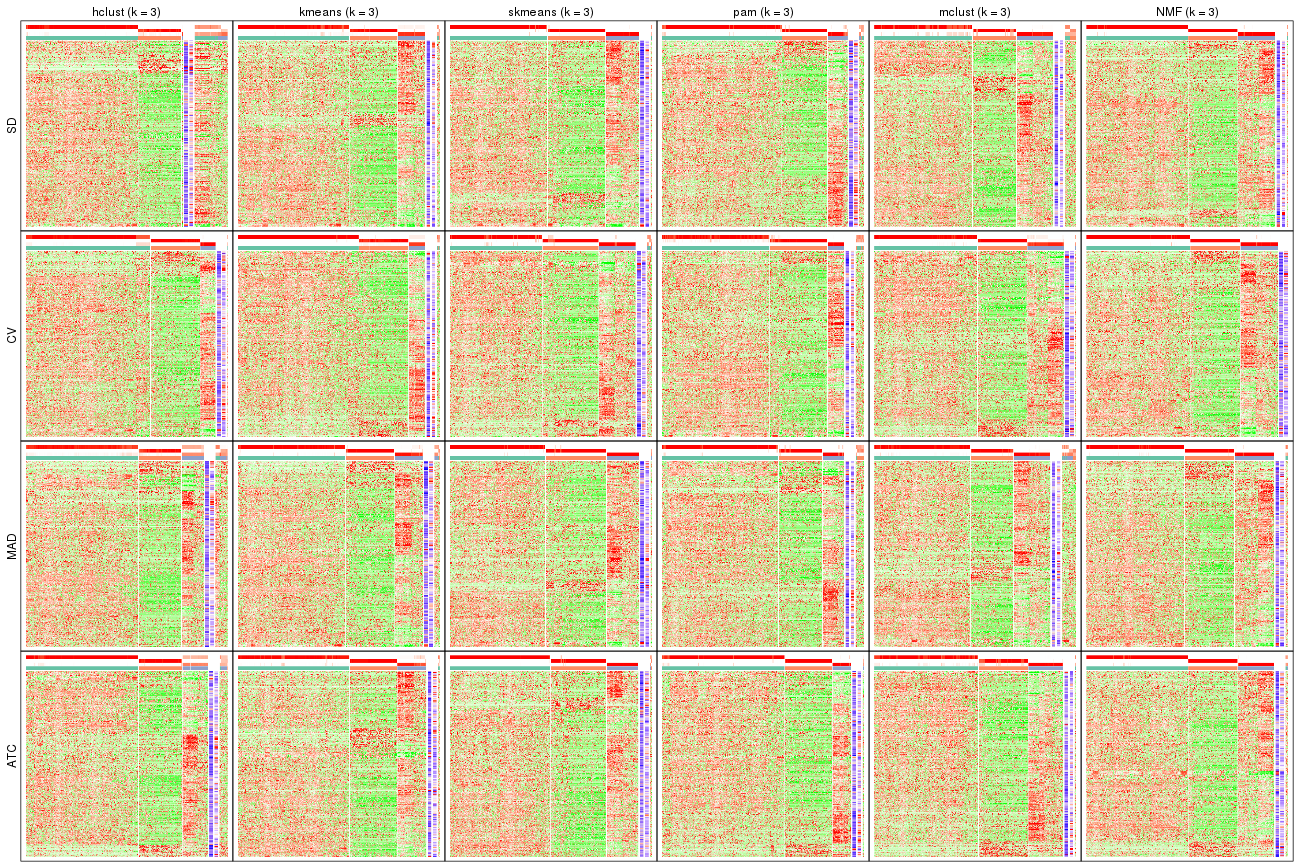 hclust (k = 3) kmeans (k = 3) skmeans (k = 3) pam (k = 3) mclust (k = 3) NMF (k = 3)
SD
CV
MAD
ATC